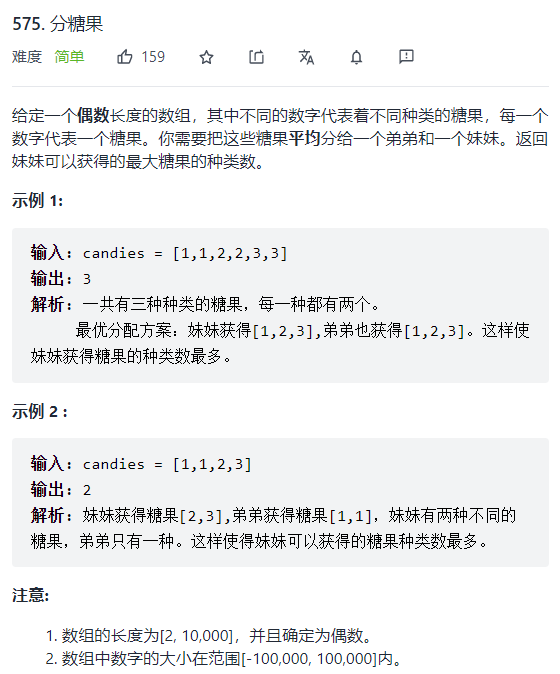 575. 分糖果
难度 简单 159
给定一个偶数长度的数组，其中不同的数字代表着不同种类的糖果，每一个
数字代表一个糖果。你需要把这些糖果平均分给一个弟弟和一个妹妹。返回
妹妹可以获得的最大糖果的种类数。
示例 1:
输入: candies = [1,1,2,2,3,3]
输出: 3
解析: 一共有三种种类的糖果，每一种都有两个。
最优分配方案：妹妹获得[1,2,3],弟弟也获得[1,2,3]。这样使
妹妹获得糖果的种类数最多。
示例 2 :
输入: candies = [1,1,2,3]
输出: 2
解析: 妹妹获得糖果[2,3],弟弟获得糖果[1,1]，妹妹有两种不同的
糖果，弟弟只有一种。这样使得妹妹可以获得的糖果种类数最多。
注意:
1. 数组的长度为[2, 10,000]，并且确定为偶数。
2. 数组中数字的大小在范围[-100,000, 100,000]内。